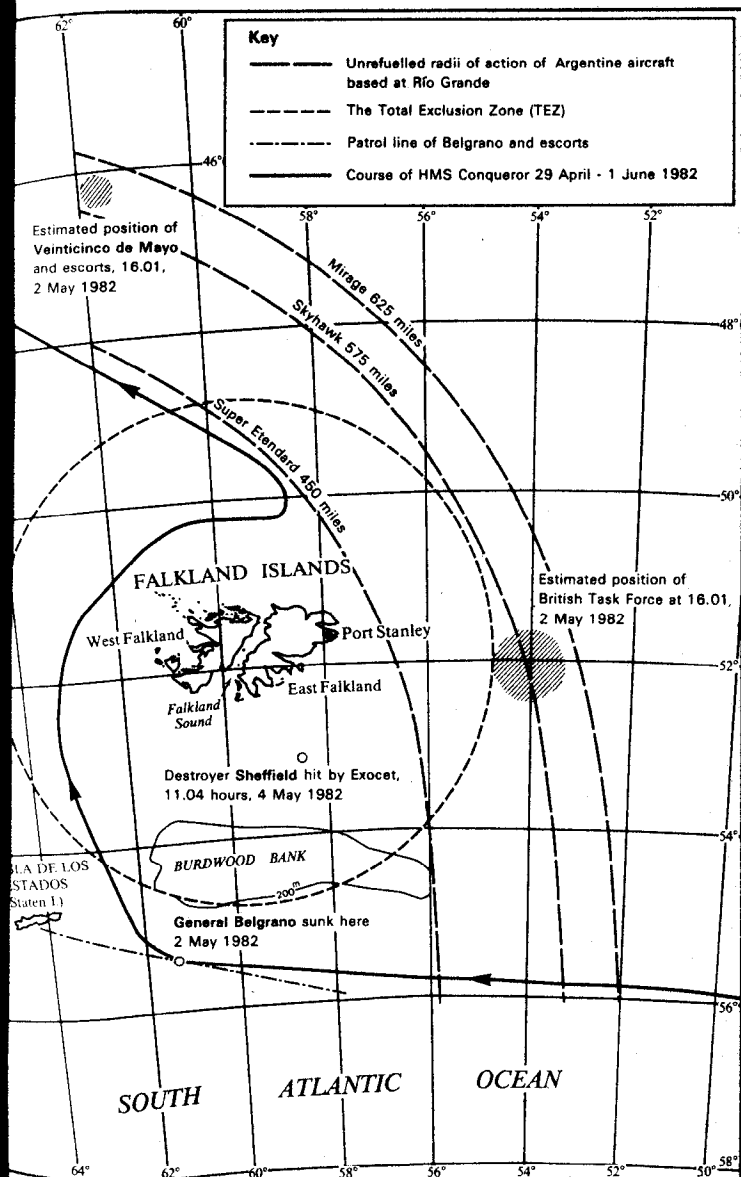 62°
60°
Key
Unrefuelled radii of action of Argentine aircraft
based at Río Grande
The Total Exclusion Zone (TEZ)
Patrol line of Belgrano and escorts
Course of HMS Conqueror 29 April - 1 June 1982
46°
58°
56°
54°
52°
Estimated position of
Veinticinco de Mayo
and escorts, 16.01,
2 May 1982
Mirage 625 miles
Skyhawk 575 miles
Super Etendard 450 miles
48°
50°
FALKLAND ISLANDS
West Falkland
Port Stanley
East Falkland
Falkland
Sound
Estimated position of
British Task Force at 16.01,
2 May 1982
52°
Destroyer Sheffield hit by Exocet,
11.04 hours, 4 May 1982
54°
BURDWOOD BANK
200m
SLA DE LOS
ESTADOS
(Staten I.)
General Belgrano sunk here
2 May 1982
56°
SOUTH ATLANTIC OCEAN
64°
62°
60°
58°
56°
54°
52°
50°
58°